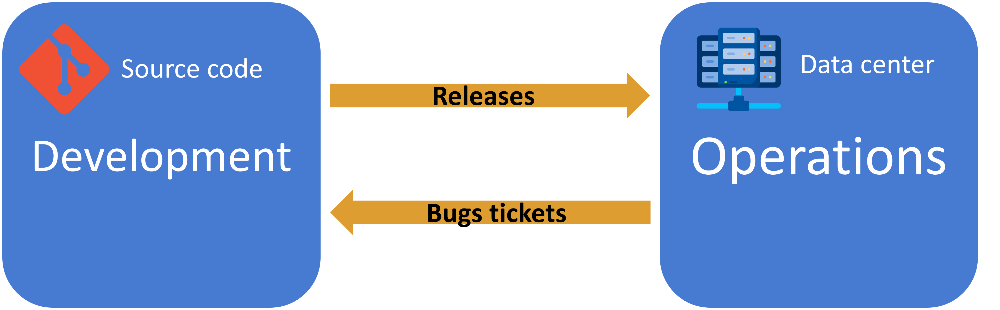 Source code
Development
Releases
Bugs tickets
Data center
Operations